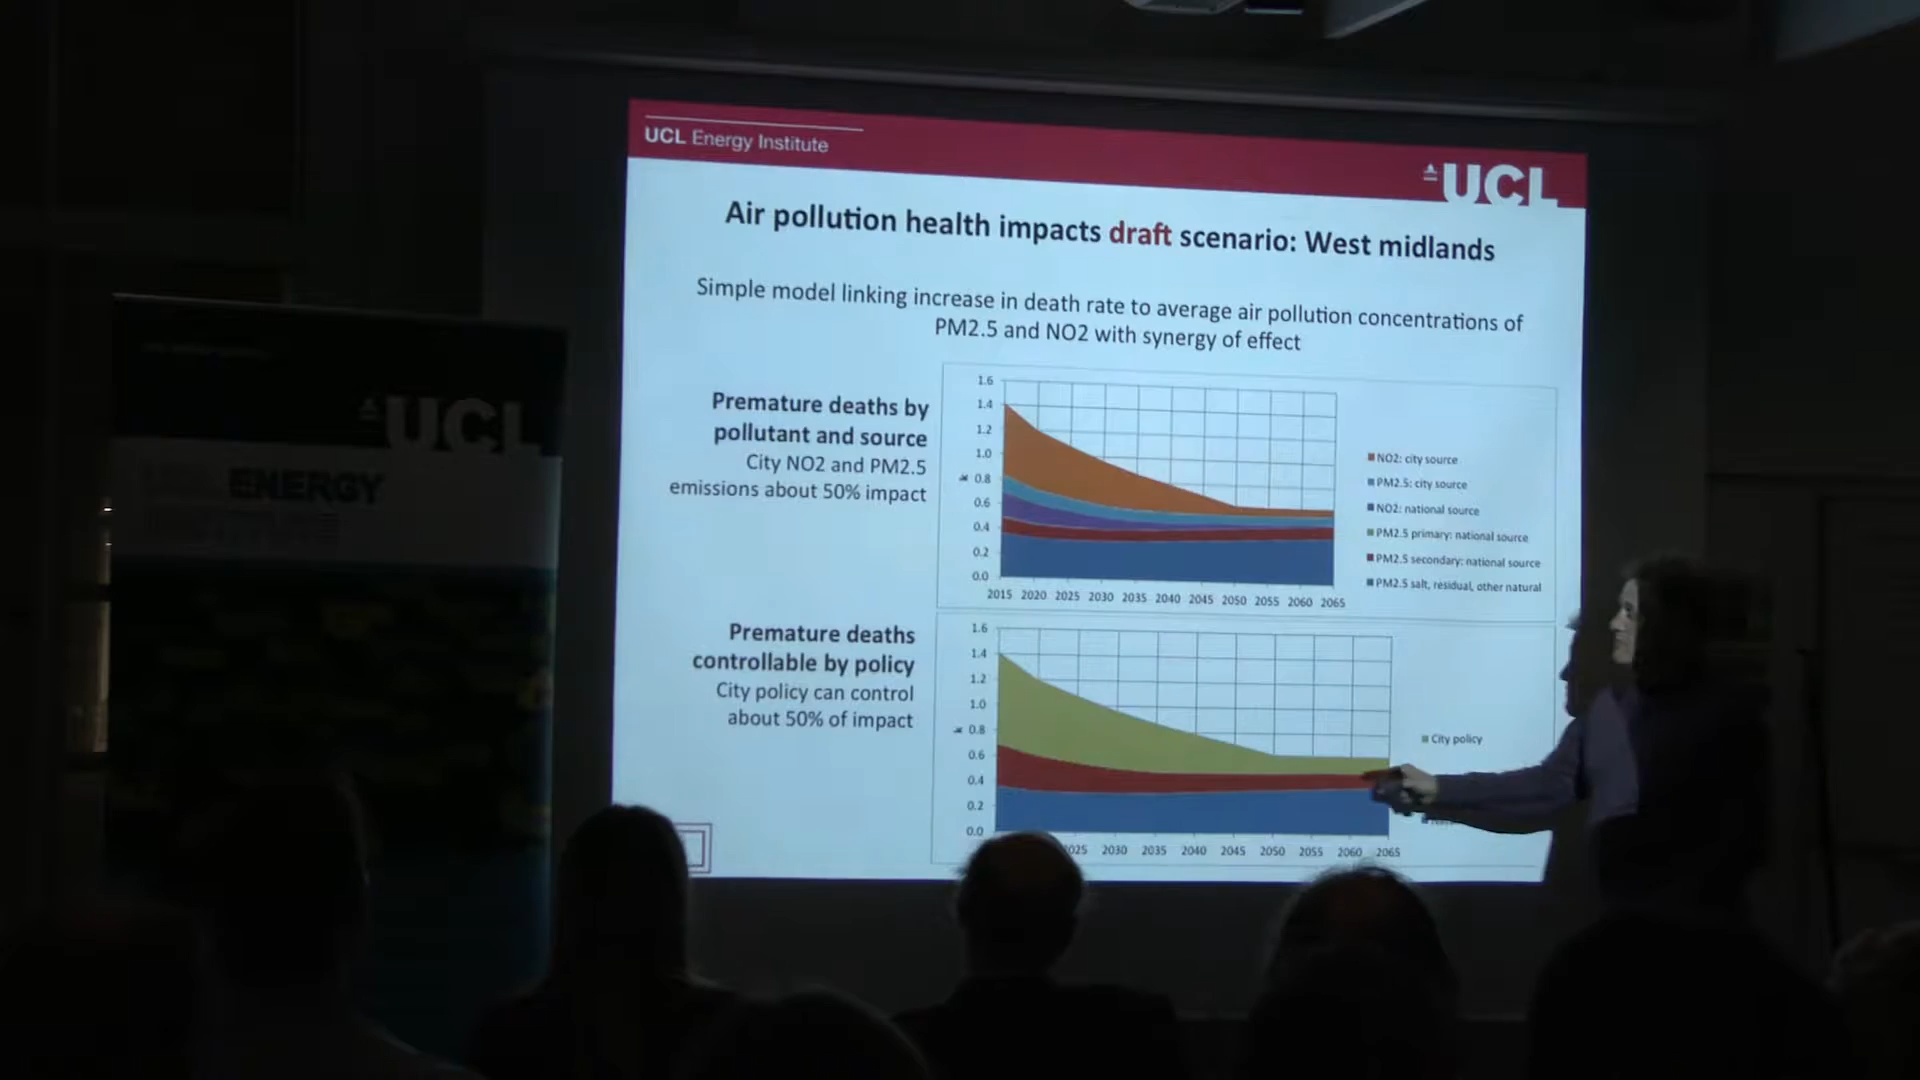 UCL Energy Institute
UCL
Air pollution health impacts draft scenario: West midlands
Simple model linking increase in death rate to average air pollution concentrations of
PM2.5 and NO2 with synergy of effect
Premature deaths by
pollutant and source
City NO2 and PM2.5
emissions about 50% impact
1.6
1.4
1.2
1.0
k 0.8
0.6
0.4
0.2
0.0
2015 2020 2025 2030 2035 2040 2045 2050 2055 2060 2065
NO2: city source
PM2.5: city source
NO2: national source
PM2.5 primary: national source
PM2.5 secondary: national source
PM2.5 salt, residual, other natural
Premature deaths
controllable by policy
City policy can control
about 50% of impact
1.6
1.4
1.2
1.0
k 0.8
0.6
0.4
0.2
0.0
025 2030 2035 2040 2045 2050 2055 2060 2065
City policy
UCL
UCL ENERGY